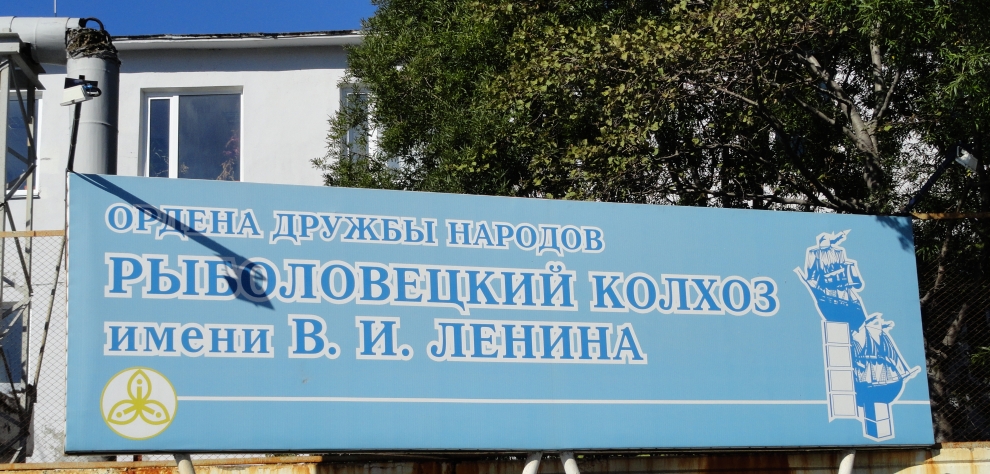 ОРДЕНА ДРУЖБЫ НАРОДОВ
РЫБОЛОВЕЦКИЙ КОЛХОЗ
имени В. И. ЛЕНИНА